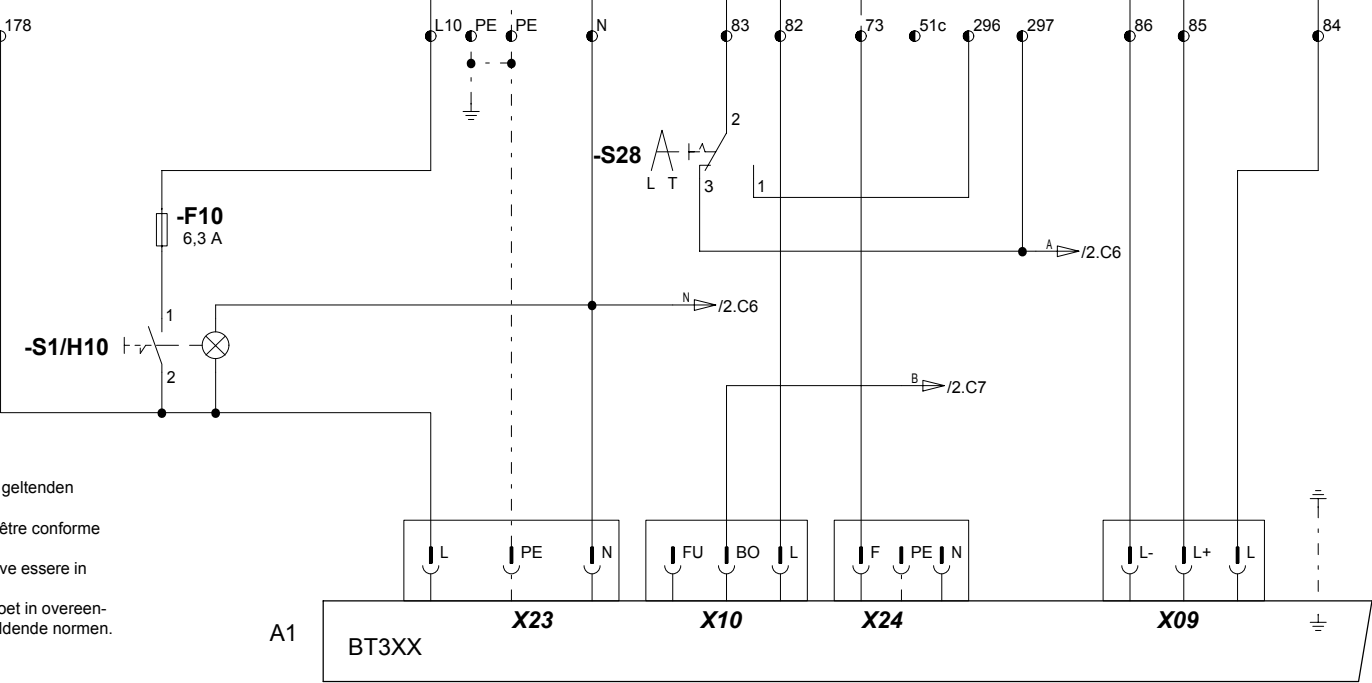 178 L10 PE PE N 83 82 73 51c 296 297 86 85 84
2
-S28
L T 3 1
-F10
6,3 A
A /2.C6
N /2.C6
1
-S1/H10
2
B /2.C7
geltenden
être conforme
ve essere in
oet in overeen-
ldende normen.
L PE N FU BO L F PE N L- L+ L
X23 X10 X24 X09
A1
BT3XX